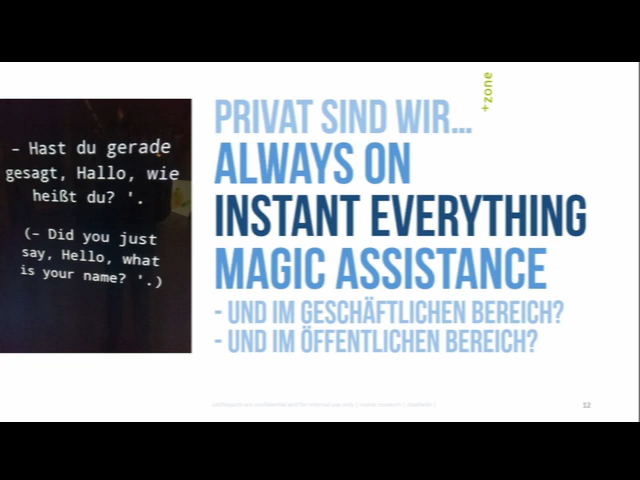 +zone
PRIVAT SIND WIR...
ALWAYS ON
INSTANT EVERYTHING
MAGIC ASSISTANCE
- UND IM GESCHÄFTLICHEN BEREICH?
- UND IM ÖFFENTLICHEN BEREICH?
- Hast du gerade
gesagt, Hallo, wie
heißt du? '.
(- Did you just
say, Hello, what
is your name? '.)
12